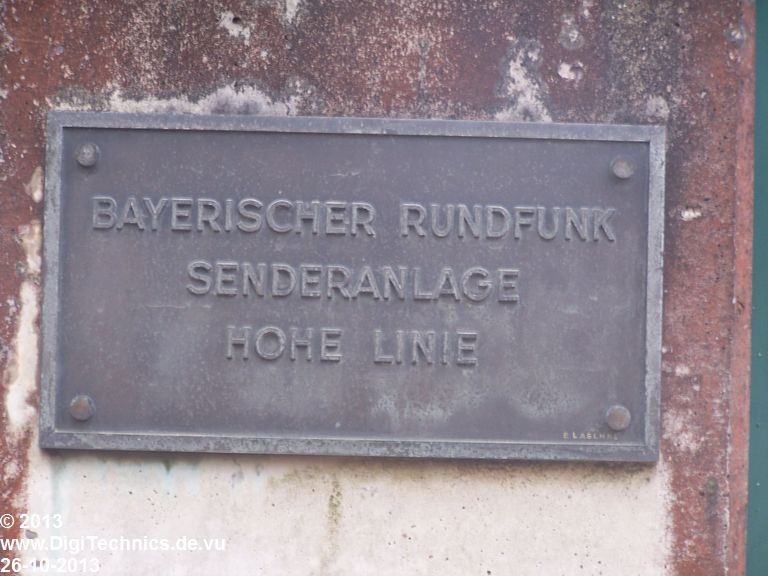 BAYERISCHER RUNDFUNK
SENDERANLAGE
HOHE LINIE
© 2013
www.DigiTechnics.de.vu
26-10-2013